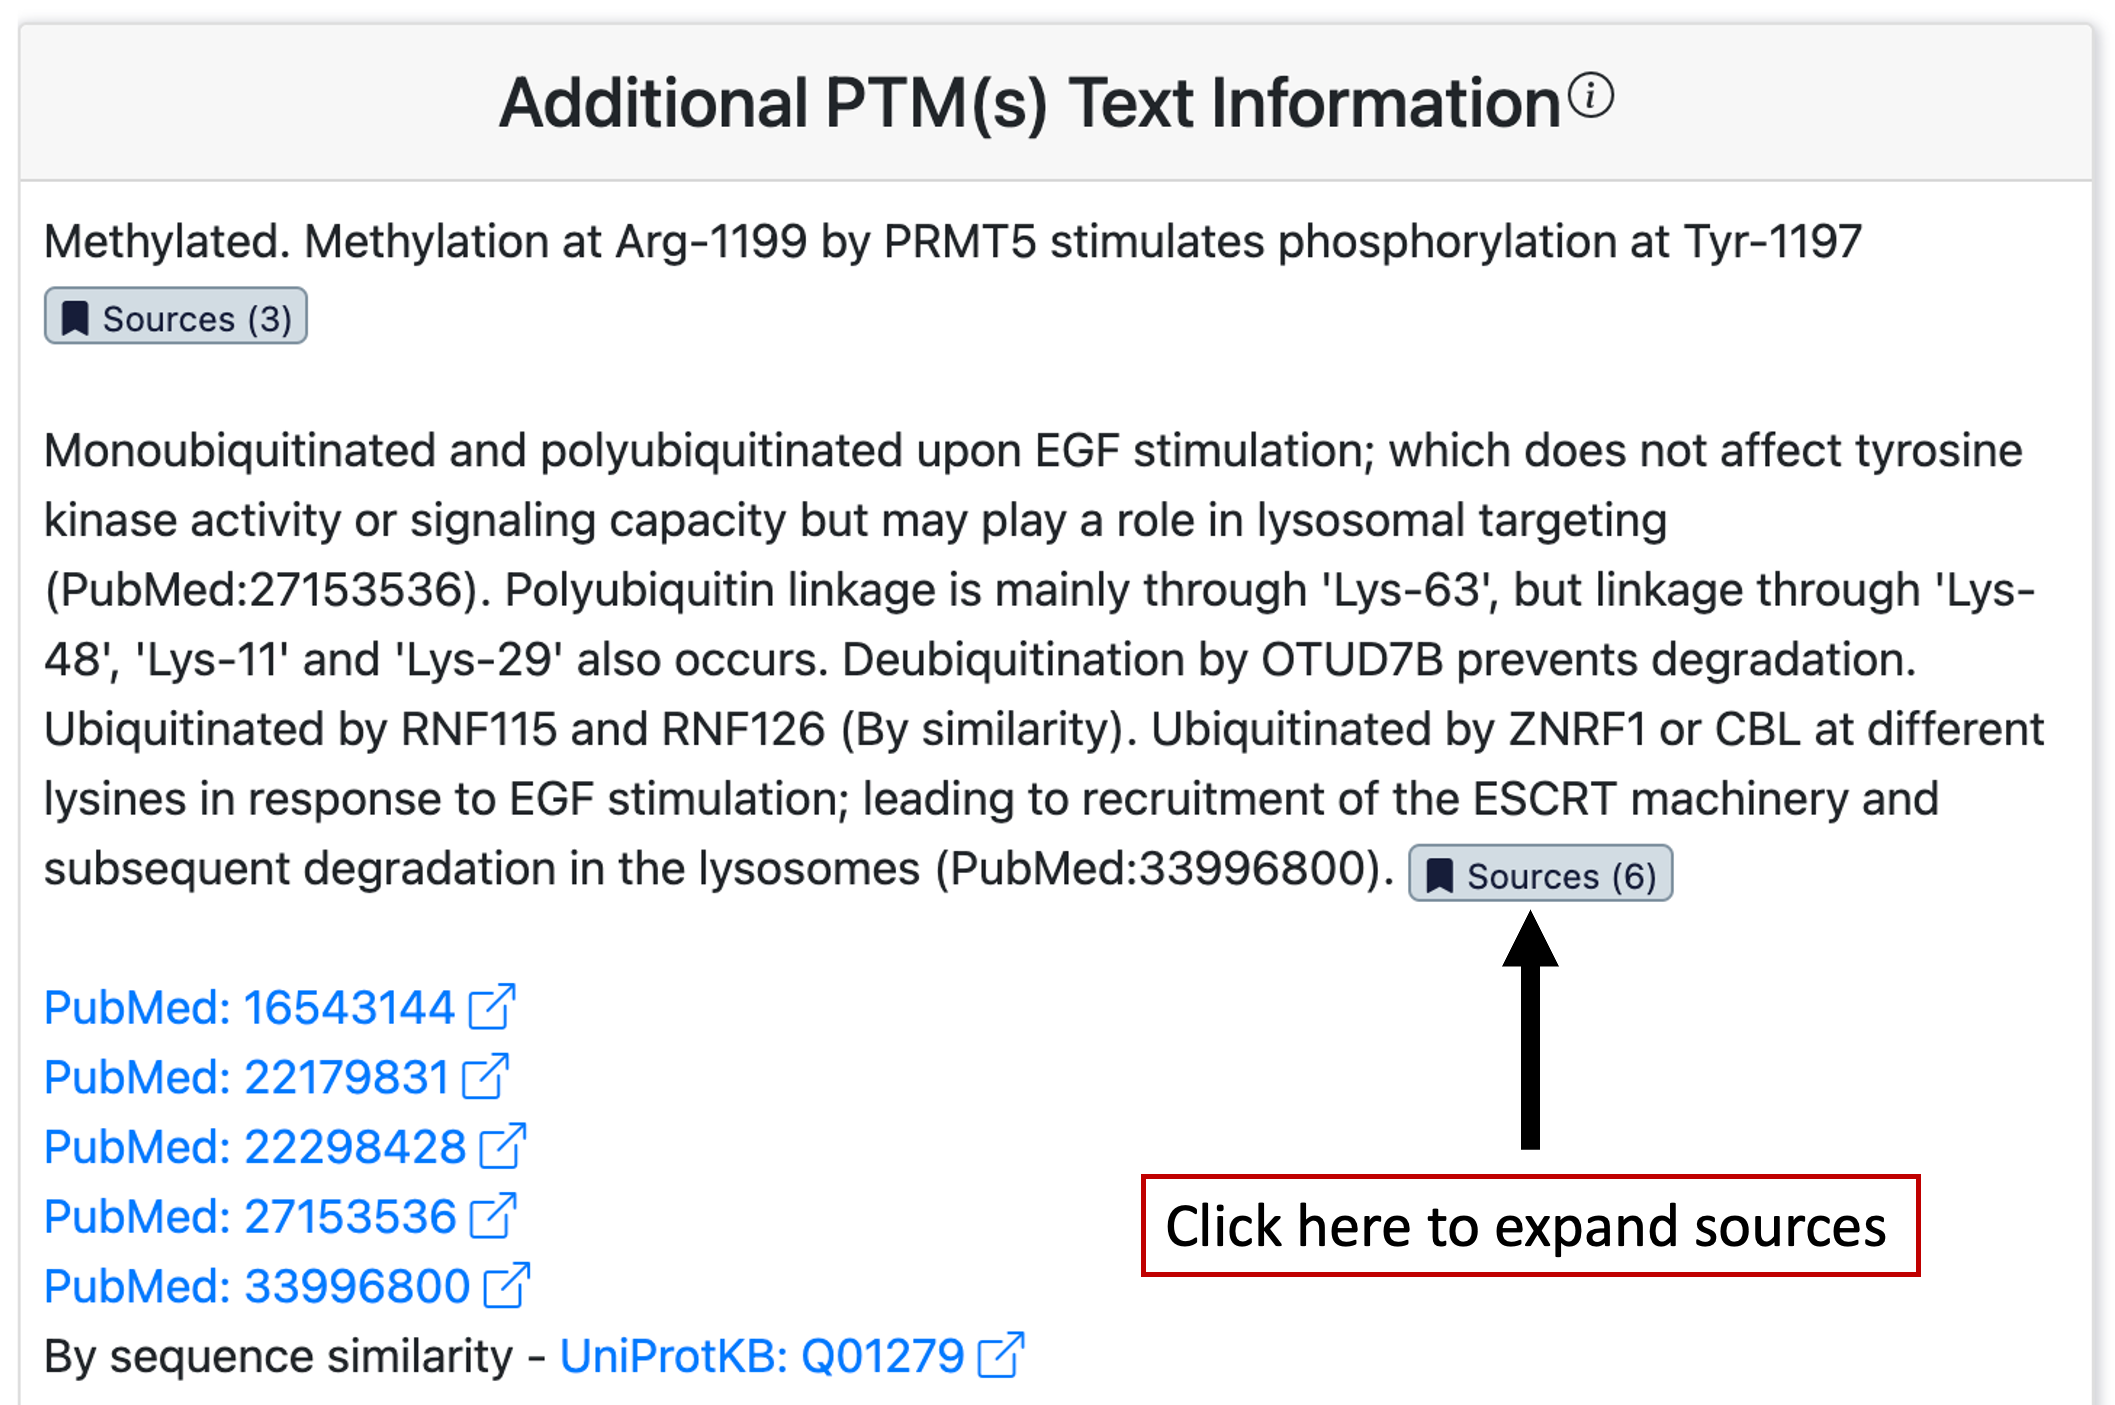 Additional PTM(s) Text Information
Methylated. Methylation at Arg-1199 by PRMT5 stimulates phosphorylation at Tyr-1197
Sources (3)
Monoubiquitinated and polyubiquitinated upon EGF stimulation; which does not affect tyrosine
kinase activity or signaling capacity but may play a role in lysosomal targeting
(PubMed:27153536). Polyubiquitin linkage is mainly through 'Lys-63', but linkage through 'Lys-
48', 'Lys-11' and 'Lys-29' also occurs. Deubiquitination by OTUD7B prevents degradation.
Ubiquitinated by RNF115 and RNF126 (By similarity). Ubiquitinated by ZNRF1 or CBL at different
lysines in response to EGF stimulation; leading to recruitment of the ESCRT machinery and
subsequent degradation in the lysosomes (PubMed:33996800). Sources (6)
PubMed: 16543144
PubMed: 22179831
PubMed: 22298428
PubMed: 27153536
PubMed: 33996800
By sequence similarity - UniProtKB: Q01279
Click here to expand sources